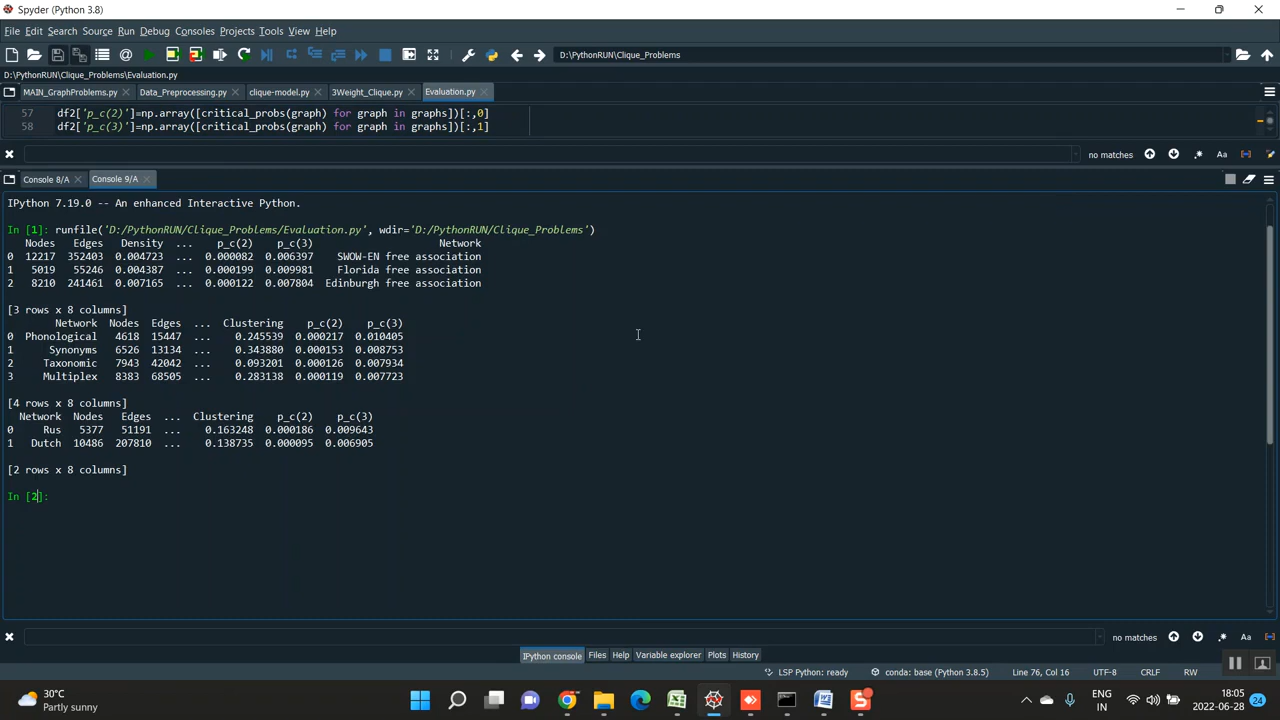 Spyder (Python 3.8)
File Edit Search Source Run Debug Consoles Projects Tools View Help
D:\PythonRUN\Clique_Problems
D:\PythonRUN\Clique_Problems\Evaluation.py
MAIN_GraphProblems.py Data_Preprocessing.py clique-model.py 3Weight_Clique.py Evaluation.py
57 df2['p_c(2)']=np.array([critical_probs(graph) for graph in graphs])[:,0]
58 df2['p_c(3)']=np.array([critical_probs(graph) for graph in graphs])[:,1]
no matches Aa
Console 8/A Console 9/A
IPython 7.19.0 -- An enhanced Interactive Python.
In [1]: runfile('D:/PythonRUN/Clique_Problems/Evaluation.py', wdir='D:/PythonRUN/Clique_Problems')
Nodes Edges Density ... p_c(2) p_c(3) Network
0 12217 352403 0.004723 ... 0.000082 0.006397 SWOW-EN free association
1 5019 55246 0.004387 ... 0.000199 0.009981 Florida free association
2 8210 241461 0.007165 ... 0.000122 0.007804 Edinburgh free association
[3 rows x 8 columns]
Network Nodes Edges ... Clustering p_c(2) p_c(3)
0 Phonological 4618 15447 ... 0.245539 0.000217 0.010405
1 Synonyms 6526 13134 ... 0.343880 0.000153 0.008753
2 Taxonomic 7943 42042 ... 0.093201 0.000126 0.007934
3 Multiplex 8383 68505 ... 0.283138 0.000119 0.007723
[4 rows x 8 columns]
Network Nodes Edges ... Clustering p_c(2) p_c(3)
0 Rus 5377 51191 ... 0.163248 0.000186 0.009643
1 Dutch 10486 207810 ... 0.138735 0.000095 0.006905
[2 rows x 8 columns]
In [2]:
no matches Aa
IPython console Files Help Variable explorer Plots History
LSP Python: ready conda: base (Python 3.8.5) Line 76, Col 16 UTF-8 CRLF RW
30°C
Partly sunny
ENG
IN
18:05
2022-06-28
24